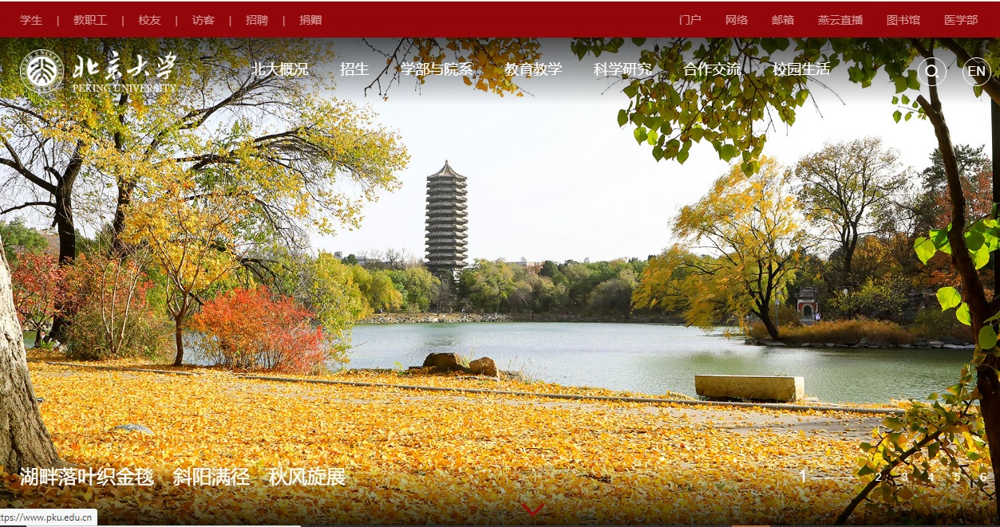 学生 | 教职工 | 校友 | 访客 | 招聘 | 捐赠 门户 网络 邮箱 燕云直播 图书馆 医学部
北京大学 北大概况 招生 学部与院系 教育教学 科学研究 合作交流 校园生活 EN
PEKING UNIVERSITY
湖畔落叶织金毯 斜阳满径 秋风旋展
1 2 3 4 5 6
ttps://www.pku.edu.cn